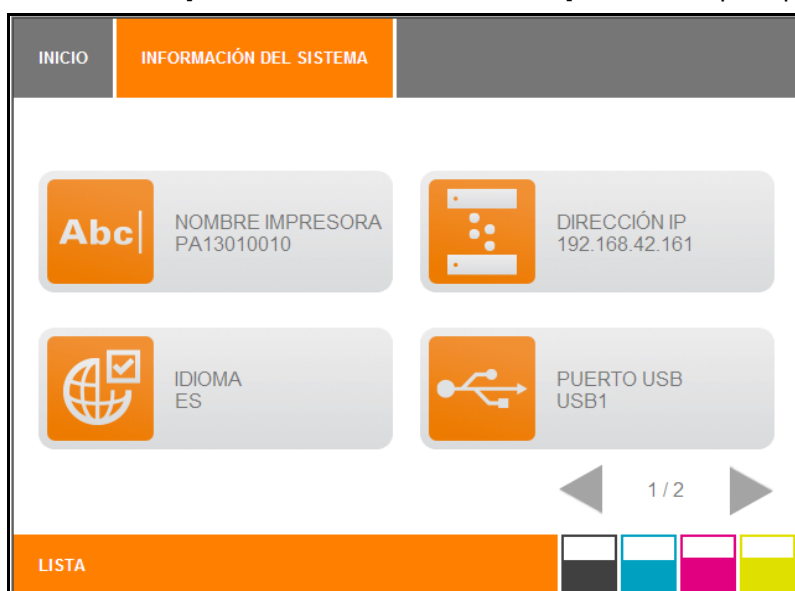 INICIO
INFORMACIÓN DEL SISTEMA
Abc
NOMBRE IMPRESORA
PA13010010
DIRECCIÓN IP
192.168.42.161
IDIOMA
ES
PUERTO USB
USB1
1 / 2
LISTA